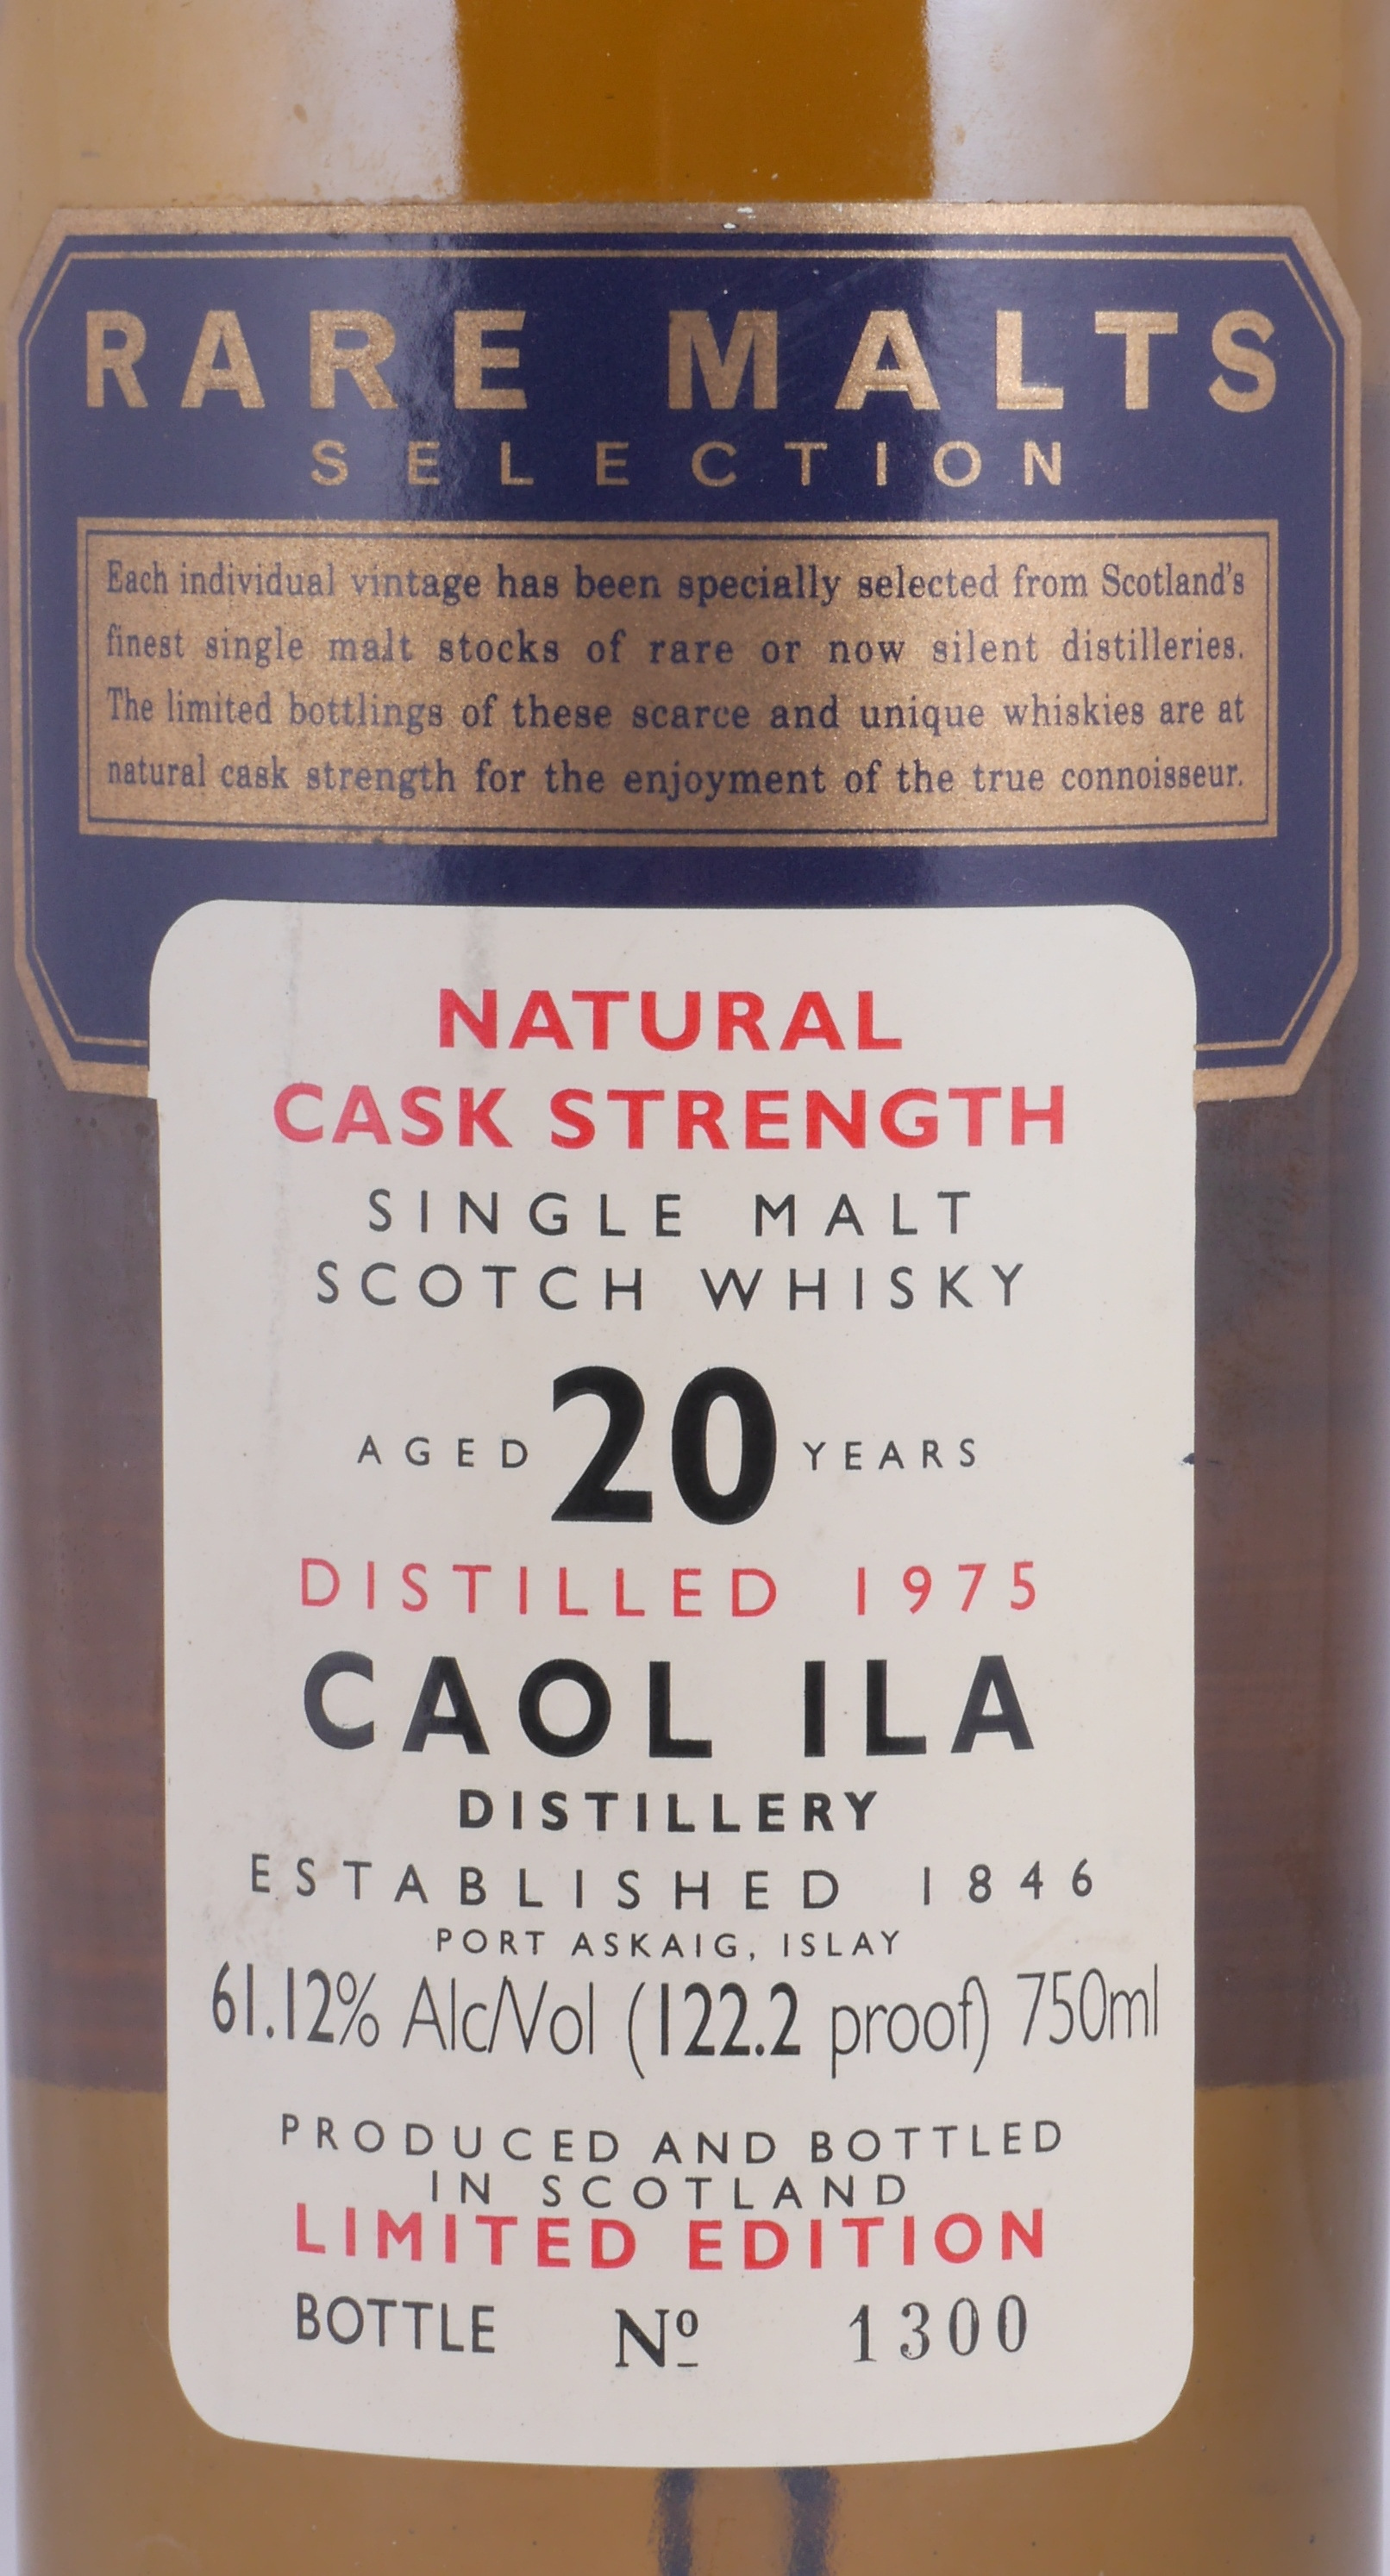 RARE MALTS
SELECTION
Each individual vintage has been specially selected from Scotland's
finest single malt stocks of rare or now silent distilleries.
The limited bottlings of these scarce and unique whiskies are at
natural cask strength for the enjoyment of the true connoisseur.
NATURAL
CASK STRENGTH
SINGLE MALT
SCOTCH WHISKY
AGED 20 YEARS
DISTILLED 1975
CAOL ILA
DISTILLERY
ESTABLISHED 1846
PORT ASKAIG, ISLAY
61.12% Alc/Vol (122.2 proof) 750ml
PRODUCED AND BOTTLED
IN SCOTLAND
LIMITED EDITION
BOTTLE Nº 1300